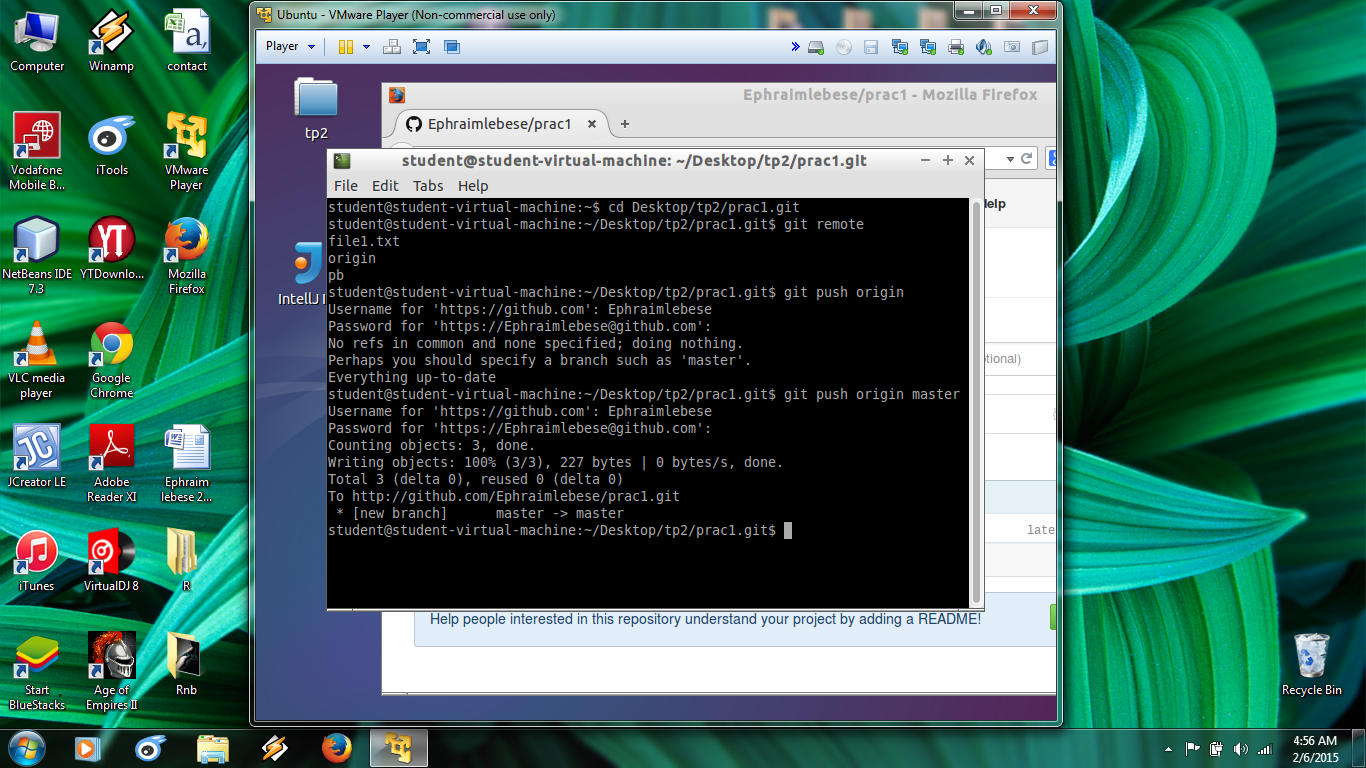 Computer
Winamp
contact
Vodafone
Mobile B...
iTools
VMware
Player
NetBeans IDE
7.3
YTDownlo...
Mozilla
Firefox
VLC media
player
Google
Chrome
JCreator LE
Adobe
Reader XI
Ephraim
lebese 2...
iTunes
VirtualDJ 8
R
Start
BlueStacks
Age of
Empires II
Rnb
Ubuntu - VMware Player (Non-commercial use only)
Player
tp2
IntellJ
Ephraimlebese/prac1 - Mozilla Firefox
Ephraimlebese/prac1
student@student-virtual-machine: ~/Desktop/tp2/prac1.git
File Edit Tabs Help
student@student-virtual-machine:~$ cd Desktop/tp2/prac1.git
student@student-virtual-machine:~/Desktop/tp2/prac1.git$ git remote
file1.txt
origin
pb
student@student-virtual-machine:~/Desktop/tp2/prac1.git$ git push origin
Username for 'https://github.com': Ephraimlebese
Password for 'https://Ephraimlebese@github.com':
No refs in common and none specified; doing nothing.
Perhaps you should specify a branch such as 'master'.
Everything up-to-date
student@student-virtual-machine:~/Desktop/tp2/prac1.git$ git push origin master
Username for 'https://github.com': Ephraimlebese
Password for 'https://Ephraimlebese@github.com':
Counting objects: 3, done.
Writing objects: 100% (3/3), 227 bytes | 0 bytes/s, done.
Total 3 (delta 0), reused 0 (delta 0)
To http://github.com/Ephraimlebese/prac1.git
* [new branch] master -> master
student@student-virtual-machine:~/Desktop/tp2/prac1.git$
elp
tional)
late
Help people interested in this repository understand your project by adding a README!
Recycle Bin
4:56 AM
2/6/2015